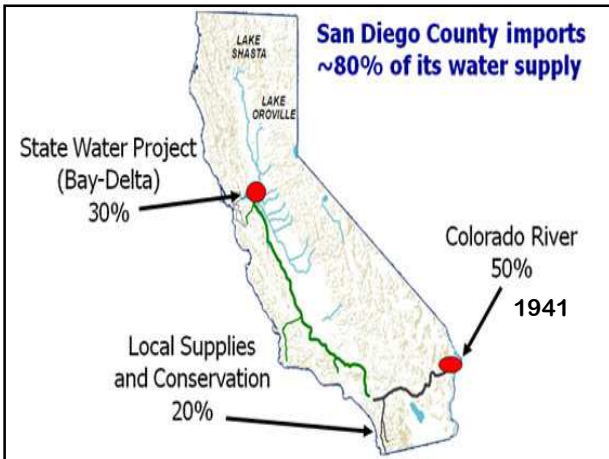 San Diego County imports
~80% of its water supply
LAKE
SHASTA
LAKE
OROVILLE
State Water Project
(Bay-Delta)
30%
Colorado River
50%
1941
Local Supplies
and Conservation
20%